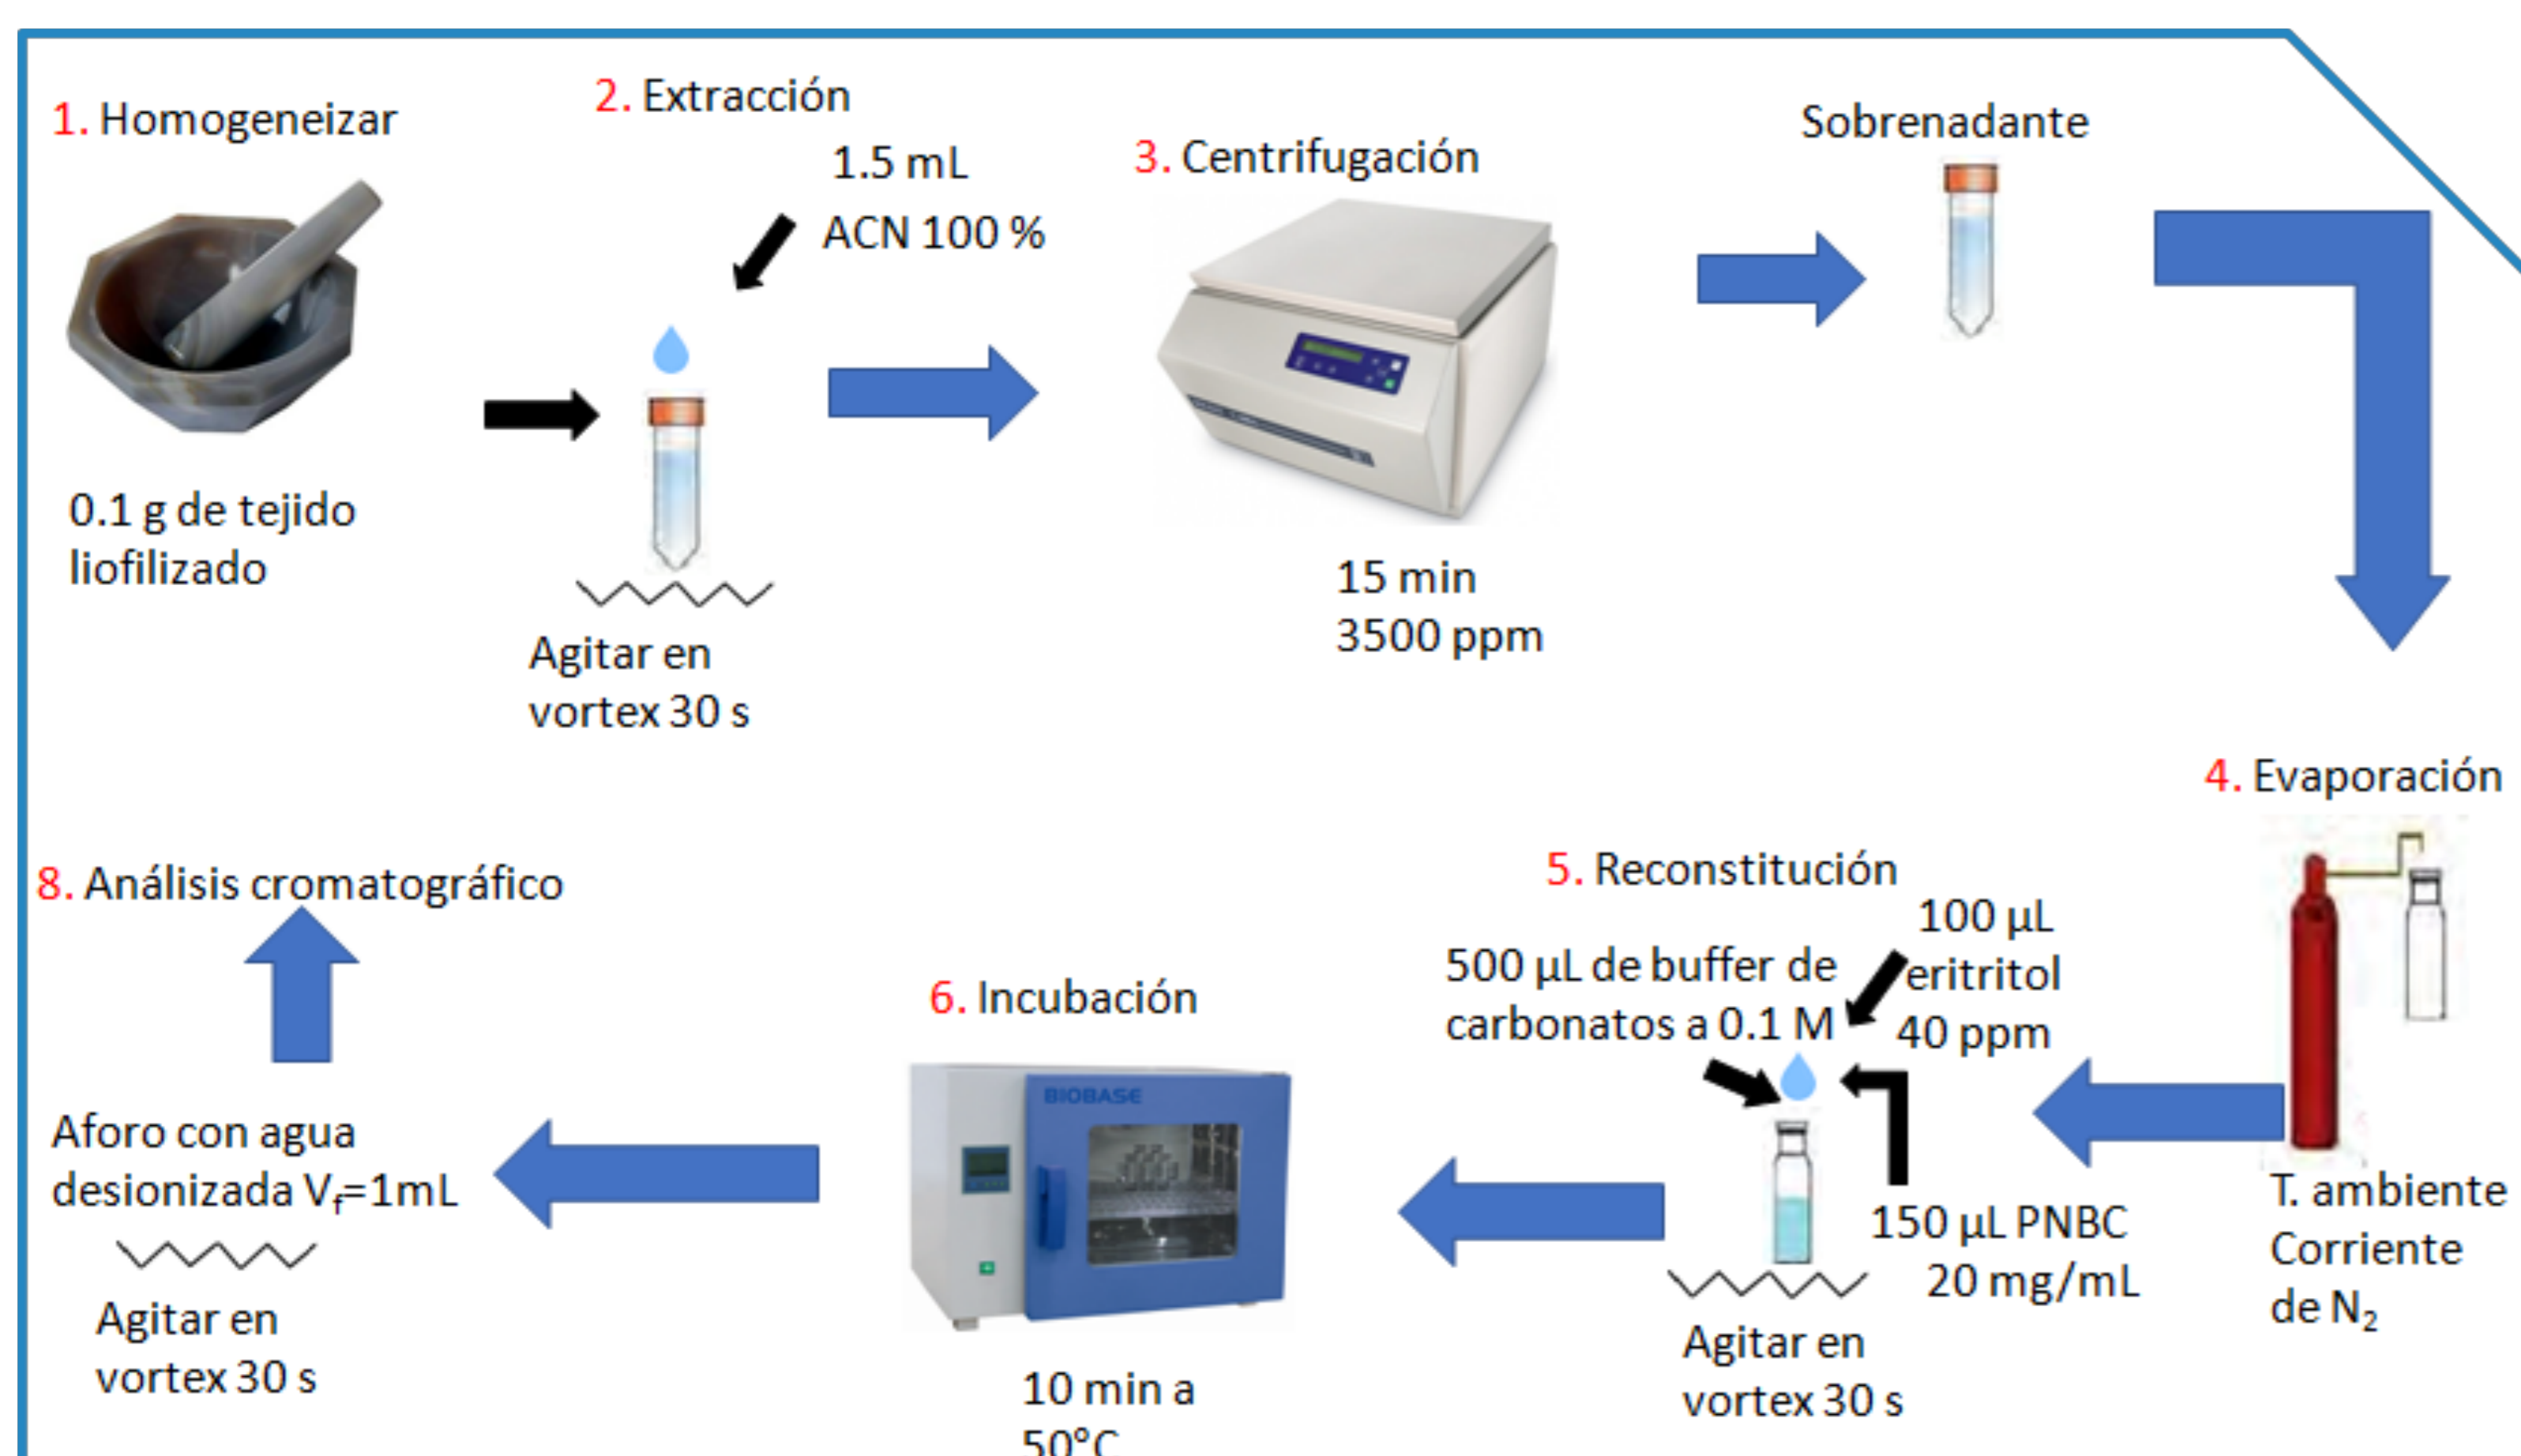 1. Homogeneizar
0.1 g de tejido
liofilizado
2. Extracción
1.5 mL
ACN 100 %
Agitar en
vortex 30 s
3. Centrifugación
15 min
3500 ppm
Sobrenadante
4. Evaporación
T. ambiente
Corriente
de N₂
5. Reconstitución
500 µL de buffer de
carbonatos a 0.1 M
100 µL
eritritol
40 ppm
150 µL PNBC
20 mg/mL
Agitar en
vortex 30 s
6. Incubación
BIOBASE
10 min a
50°C
Aforo con agua
desionizada Vf=1mL
Agitar en
vortex 30 s
8. Análisis cromatográfico